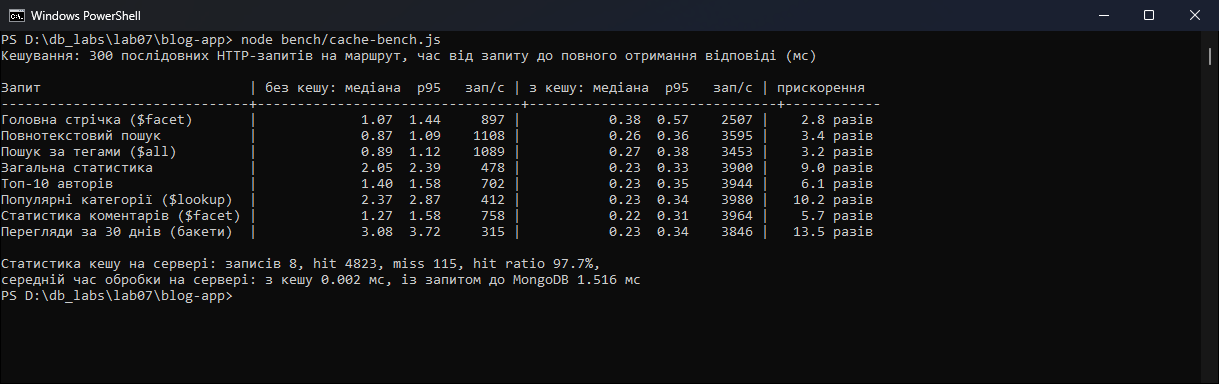 Windows PowerShell
PS D:\db_labs\lab07\blog-app> node bench/cache-bench.js
Кешування: 300 послідовних HTTP-запитів на маршрут, час від запиту до повного отримання відповіді (мс)
Запит | без кешу: медіана p95 зап/с | з кешу: медіана p95 зап/с | прискорення
-------------------------------+--------------------------------+-------------------------------+------------
Головна стрічка ($facet) | 1.07 1.44 897 | 0.38 0.57 2507 | 2.8 разів
Повнотекстовий пошук | 0.87 1.09 1108 | 0.26 0.36 3595 | 3.4 разів
Пошук за тегами ($all) | 0.89 1.12 1089 | 0.27 0.38 3453 | 3.2 разів
Загальна статистика | 2.05 2.39 478 | 0.23 0.33 3900 | 9.0 разів
Топ-10 авторів | 1.40 1.58 702 | 0.23 0.35 3944 | 6.1 разів
Популярні категорії ($lookup) | 2.37 2.87 412 | 0.23 0.34 3980 | 10.2 разів
Статистика коментарів ($facet) | 1.27 1.58 758 | 0.22 0.31 3964 | 5.7 разів
Перегляди за 30 днів (бакети) | 3.08 3.72 315 | 0.23 0.34 3846 | 13.5 разів
Статистика кешу на сервері: записів 8, hit 4823, miss 115, hit ratio 97.7%,
середній час обробки на сервері: з кешу 0.002 мс, із запитом до MongoDB 1.516 мс
PS D:\db_labs\lab07\blog-app>